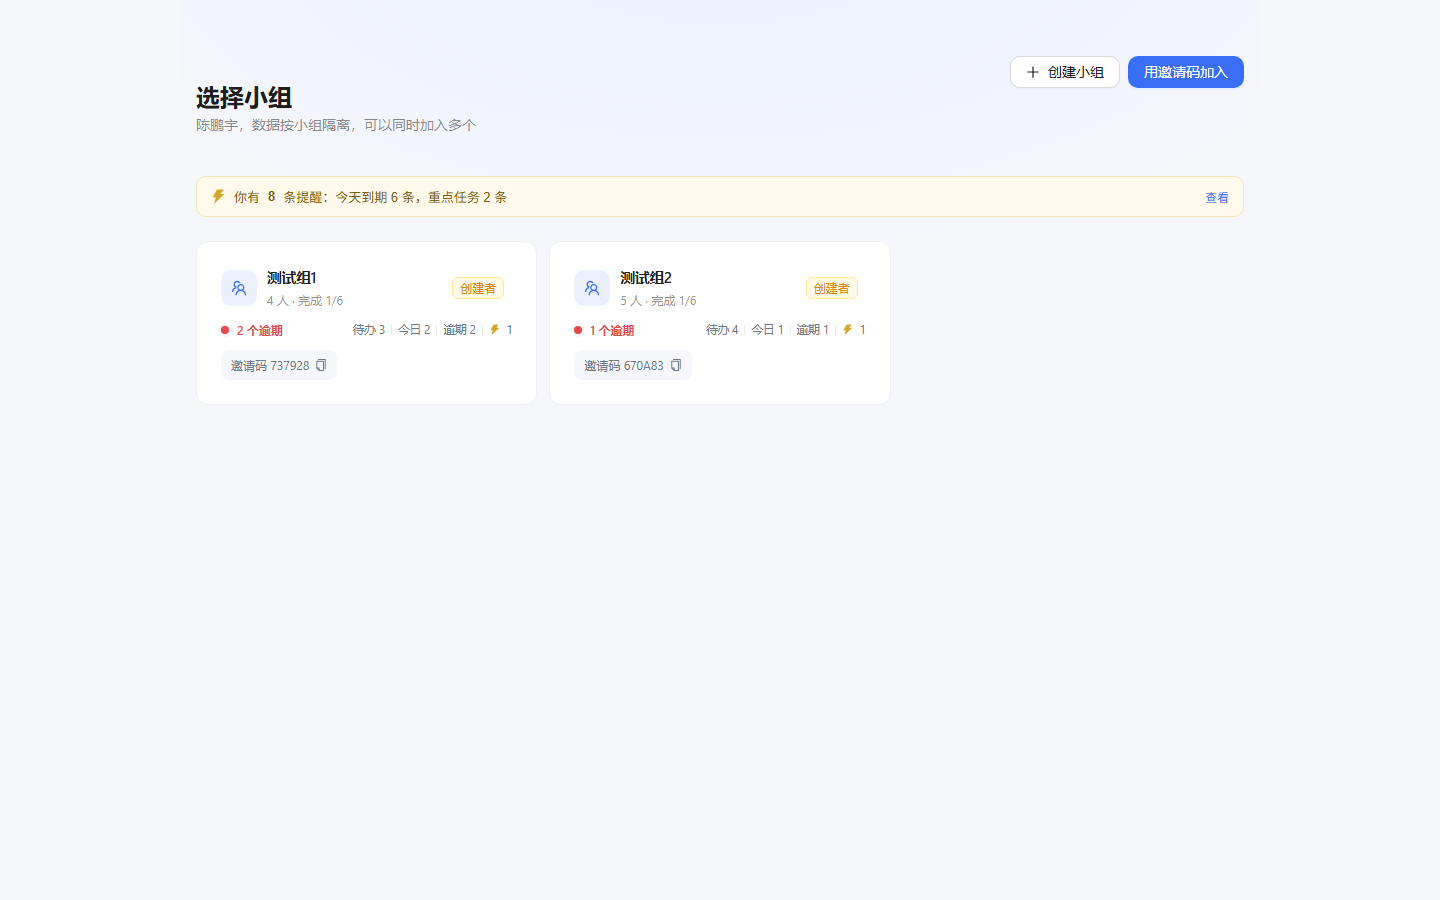 创建小组
用邀请码加入
选择小组
陈鹏宇，数据按小组隔离，可以同时加入多个
你有 8 条提醒：今天到期 6 条，重点任务 2 条
查看
测试组1
4 人 · 完成 1/6
创建者
2 个逾期
待办 3 今日 2 逾期 2 1
邀请码 737928
测试组2
5 人 · 完成 1/6
创建者
1 个逾期
待办 4 今日 1 逾期 1 1
邀请码 670A83